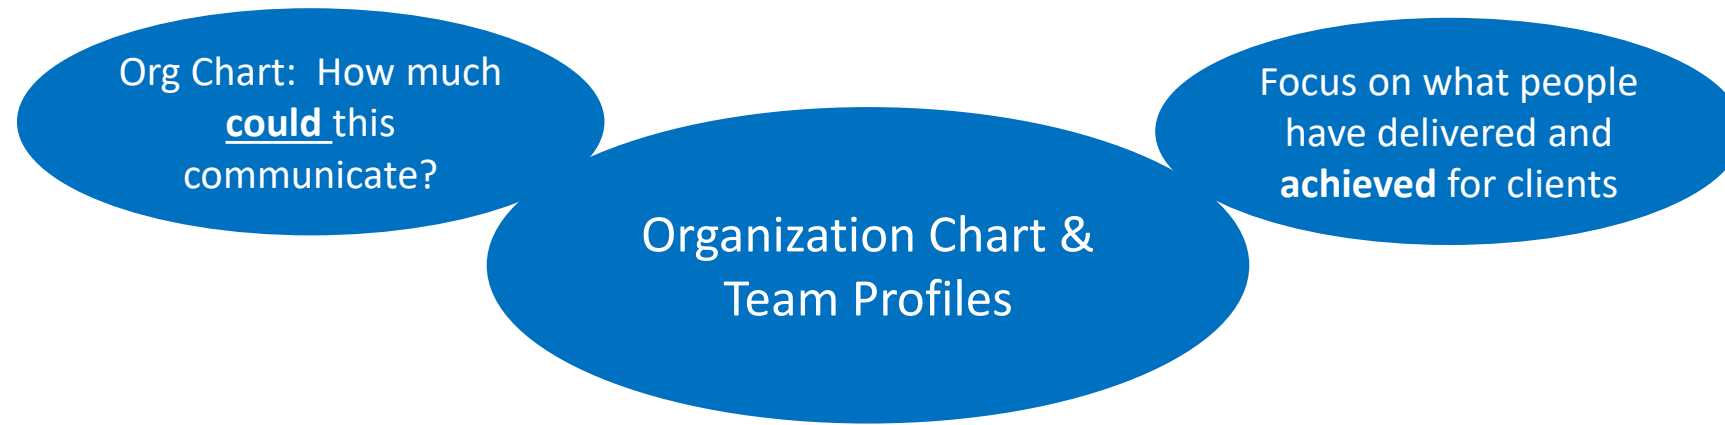 Org Chart:  How much
could this
communicate?
Organization Chart &
Team Profiles
Focus on what people
have delivered and
achieved for clients